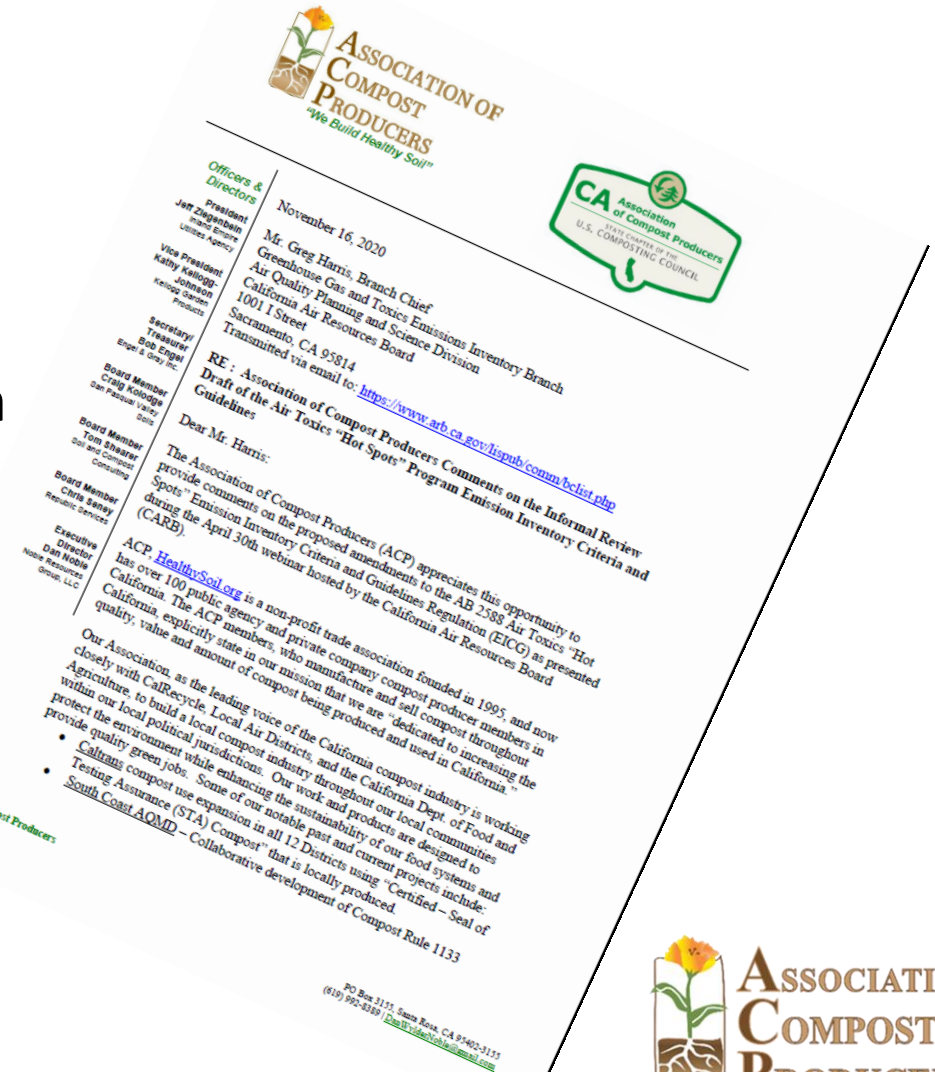 ASSOCIATION OF
COMPOST
PRODUCERS
"We Build Healthy Soil"
CA Association
of Compost Producers
STATE CHAPTER OF THE
U.S. COMPOSTING COUNCIL
Officers &
Directors
President
Jeff Ziegenbein
Inland Empire
Utilities Agency
Vice President
Kathy Kellogg-
Johnson
Kellogg Garden
Products
Secretary/
Treasurer
Bob Engel
Engel & Gray Inc.
Board Member
Craig Kolodge
San Pasqual Valley
Soils
Board Member
Tom Shearer
Soil and Compost
Consulting
Board Member
Chris Seney
Republic Services
Executive
Director
Dan Noble
Noble Resources
Group, LLC
November 16, 2020
Mr. Greg Harris, Branch Chief
Greenhouse Gas and Toxics Emissions Inventory Branch
Air Quality Planning and Science Division
California Air Resources Board
1001 I Street
Sacramento, CA 95814
Transmitted via email to: https://www.arb.ca.gov/lispub/comm/bclist.php
RE : Association of Compost Producers Comments on the Informal Review
Draft of the Air Toxics "Hot Spots" Program Emission Inventory Criteria and
Guidelines
Dear Mr. Harris:
The Association of Compost Producers (ACP) appreciates this opportunity to
provide comments on the proposed amendments to the AB 2588 Air Toxics "Hot
Spots" Emission Inventory Criteria and Guidelines Regulation (EICG) as presented
during the April 30th webinar hosted by the California Air Resources Board
(CARB).
ACP, HealthySoil.org is a non-profit trade association founded in 1995, and now
has over 100 public agency and private company compost producer members in
California. The ACP members, who manufacture and sell compost throughout
California, explicitly state in our mission that we are "dedicated to increasing the
quality, value and amount of compost being produced and used in California."
Our Association, as the leading voice of the California compost industry is working
closely with CalRecycle, Local Air Districts, and the California Dept. of Food and
Agriculture, to build a local compost industry throughout our local communities
within our local political jurisdictions. Our work and products are designed to
protect the environment while enhancing the sustainability of our food systems and
provide quality green jobs. Some of our notable past and current projects include:
• Caltrans compost use expansion in all 12 Districts using "Certified – Seal of
Testing Assurance (STA) Compost" that is locally produced.
• South Coast AQMD – Collaborative development of Compost Rule 1133
PO Box 3155, Santa Rosa, CA 95402-3155
(619) 992-8389 | DanWylderNoble@gmail.com
ost Producers
n
ASSOCIATI
COMPOST
PRODUCE